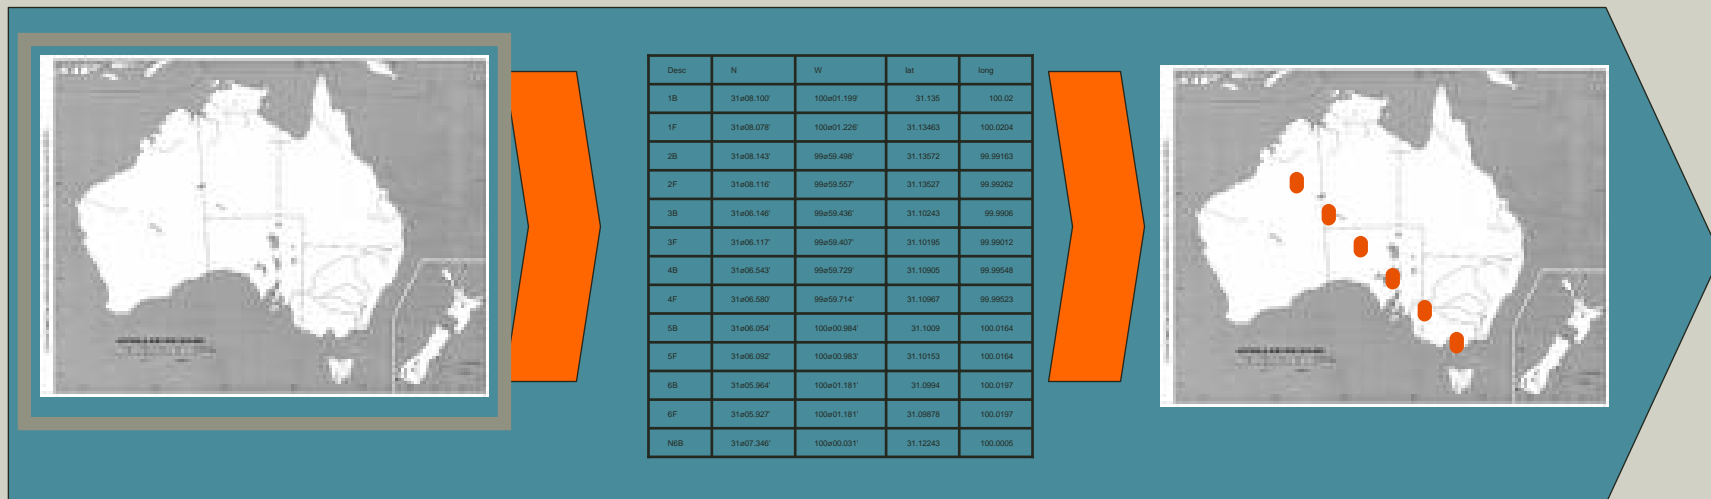 Desc N W lat long
1B 31ø08.100' 100ø01.199' 31.135 100.02
1F 31ø08.078' 100ø01.226' 31.13463 100.0204
2B 31ø08.143' 99ø59.498' 31.13572 99.99163
2F 31ø08.116' 99ø59.557' 31.13527 99.99262
3B 31ø06.146' 99ø59.436' 31.10243 99.9906
3F 31ø06.117' 99ø59.407' 31.10195 99.99012
4B 31ø06.543' 99ø59.729' 31.10905 99.99548
4F 31ø06.580' 99ø59.714' 31.10967 99.99523
5B 31ø06.054' 100ø00.984' 31.1009 100.0164
5F 31ø06.092' 100ø00.983' 31.10153 100.0164
6B 31ø05.964' 100ø01.181' 31.0994 100.0197
6F 31ø05.927' 100ø01.181' 31.09878 100.0197
N6B 31ø07.346' 100ø00.031' 31.12243 100.0005